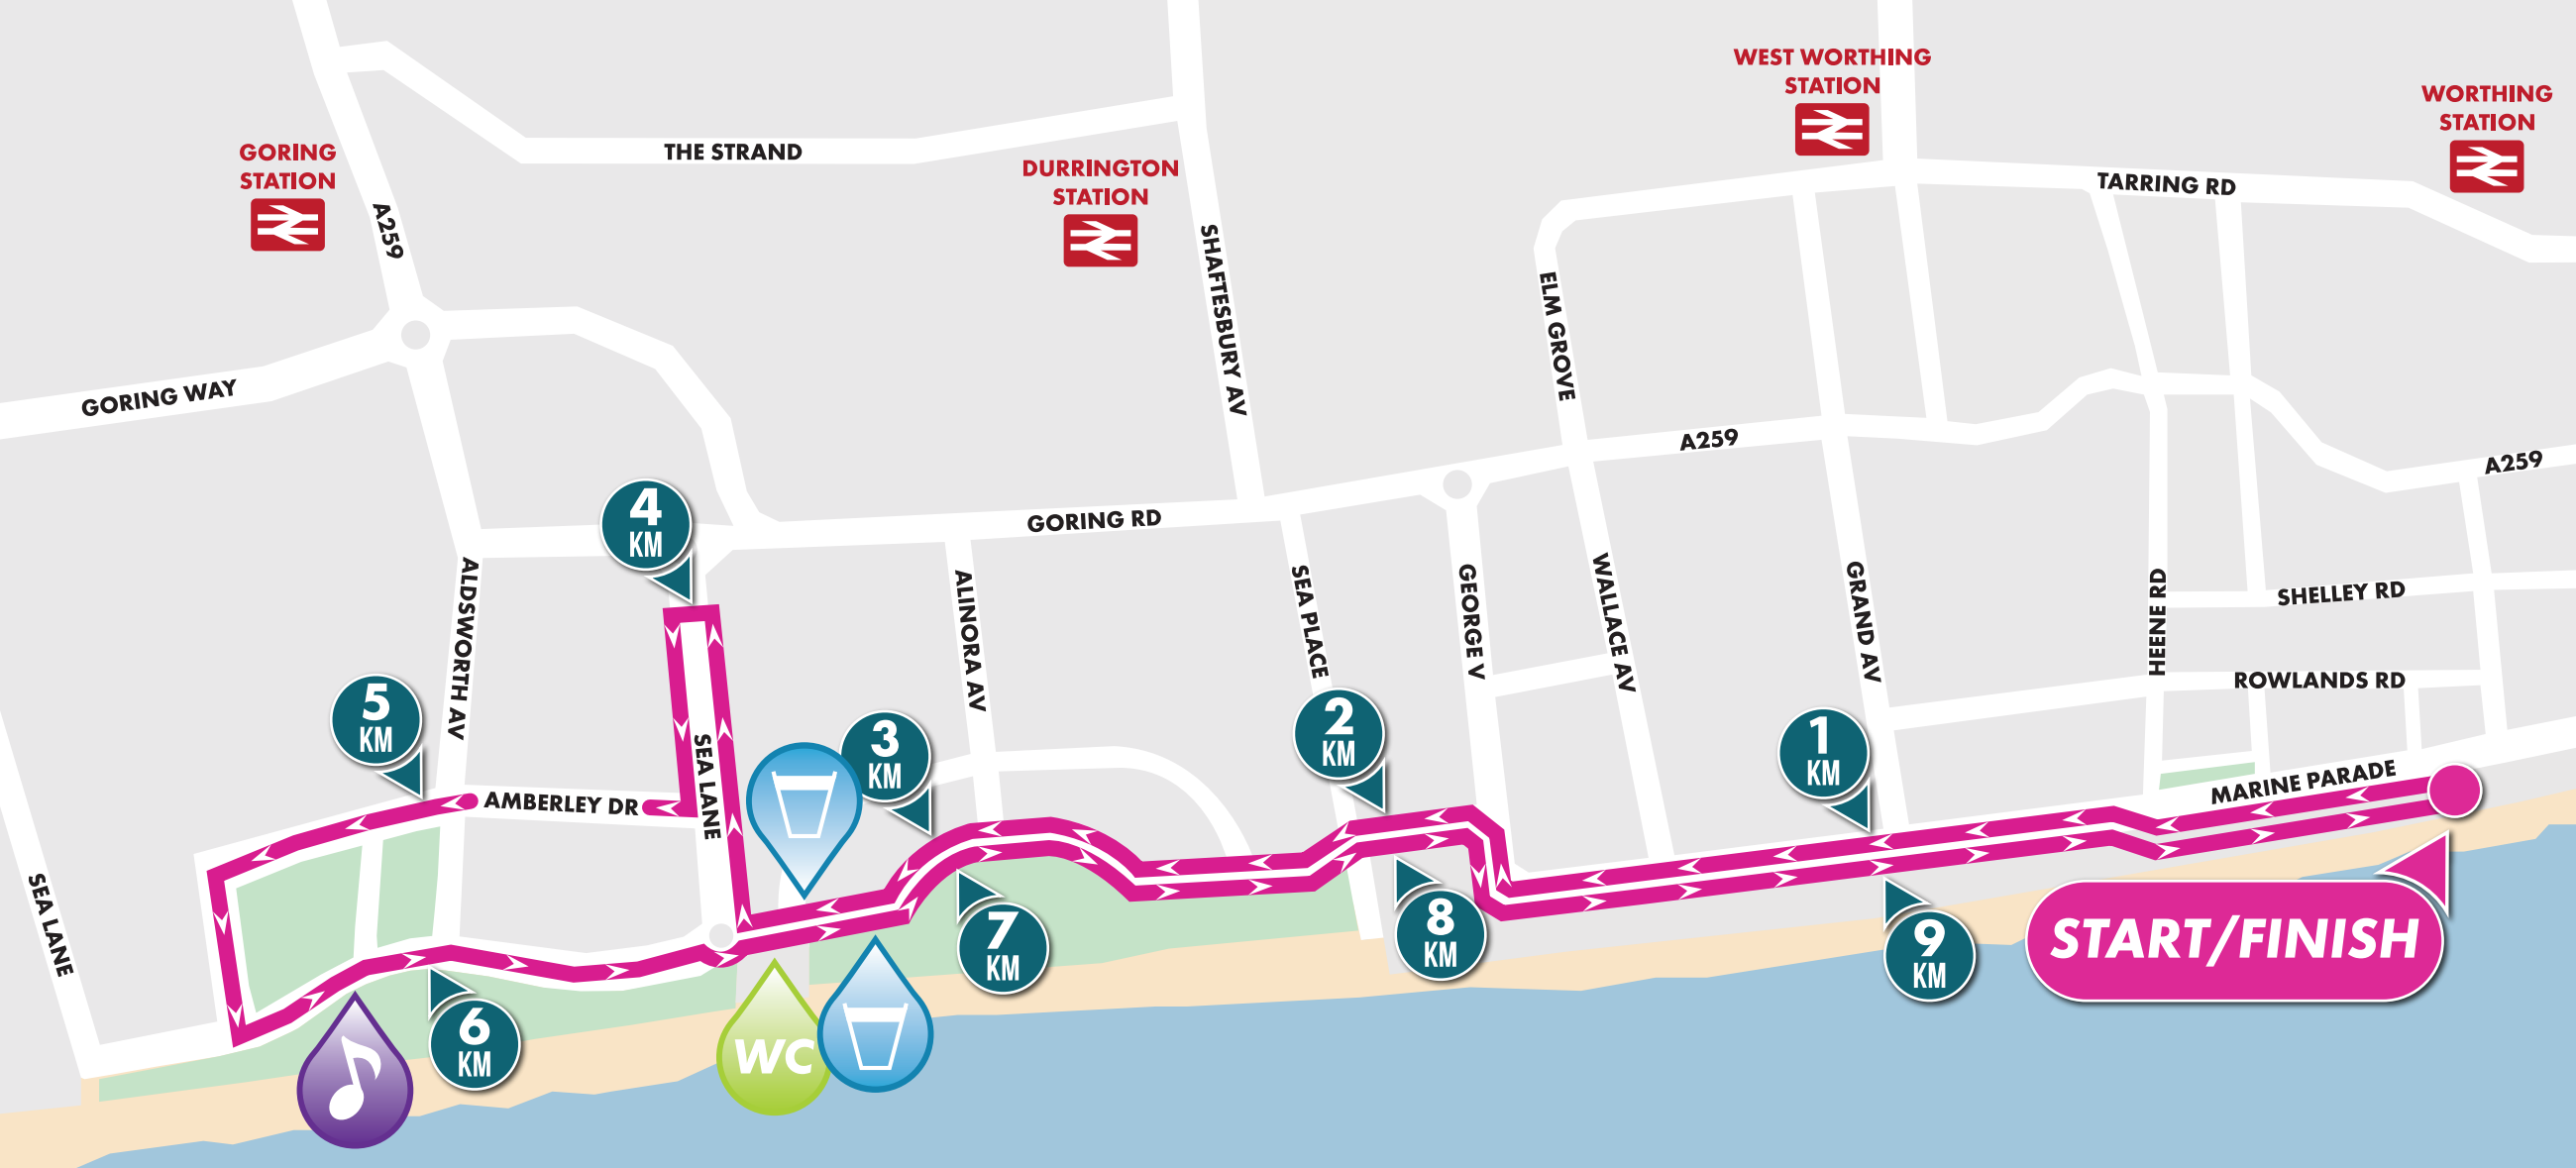 WEST WORTHING
STATION
WORTHING
STATION
GORING
STATION
THE STRAND
DURRINGTON
STATION
TARRING RD
A259
SHAFTESBURY AV
ELM GROVE
GORING WAY
A259
A259
GORING RD
4
KM
ALDSWORTH AV
ALINORA AV
SEA PLACE
GEORGE V
WALLACE AV
GRAND AV
HEENE RD
SHELLEY RD
ROWLANDS RD
5
KM
3
KM
2
KM
1
KM
SEA LANE
AMBERLEY DR
MARINE PARADE
SEA LANE
7
KM
8
KM
9
KM
START/FINISH
6
KM
WC